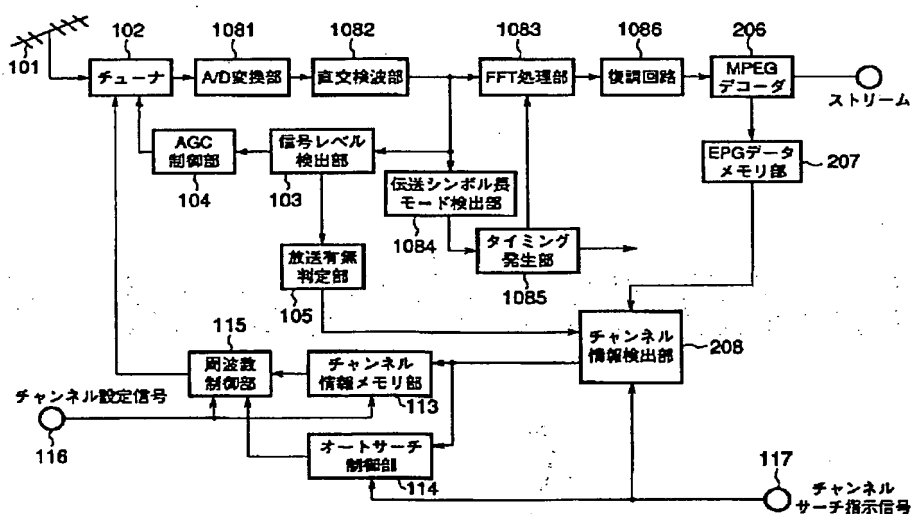 102
1081
1082
1083
1086
206
101
チューナ
A/D変換部
直交検波部
FFT処理部
復調回路
MPEG
デコーダ
ストリーム
AGC
制御部
信号レベル
検出部
EPGデータ
メモリ部
207
104
103
伝送シンボル長
モード検出部
1084
タイミング
発生部
1085
放送有無
判定部
105
チャンネル
情報検出部
208
115
周波数
制御部
チャンネル
情報メモリ部
113
チャンネル設定信号
116
オートサーチ
制御部
114
117
チャンネル
サーチ指示信号